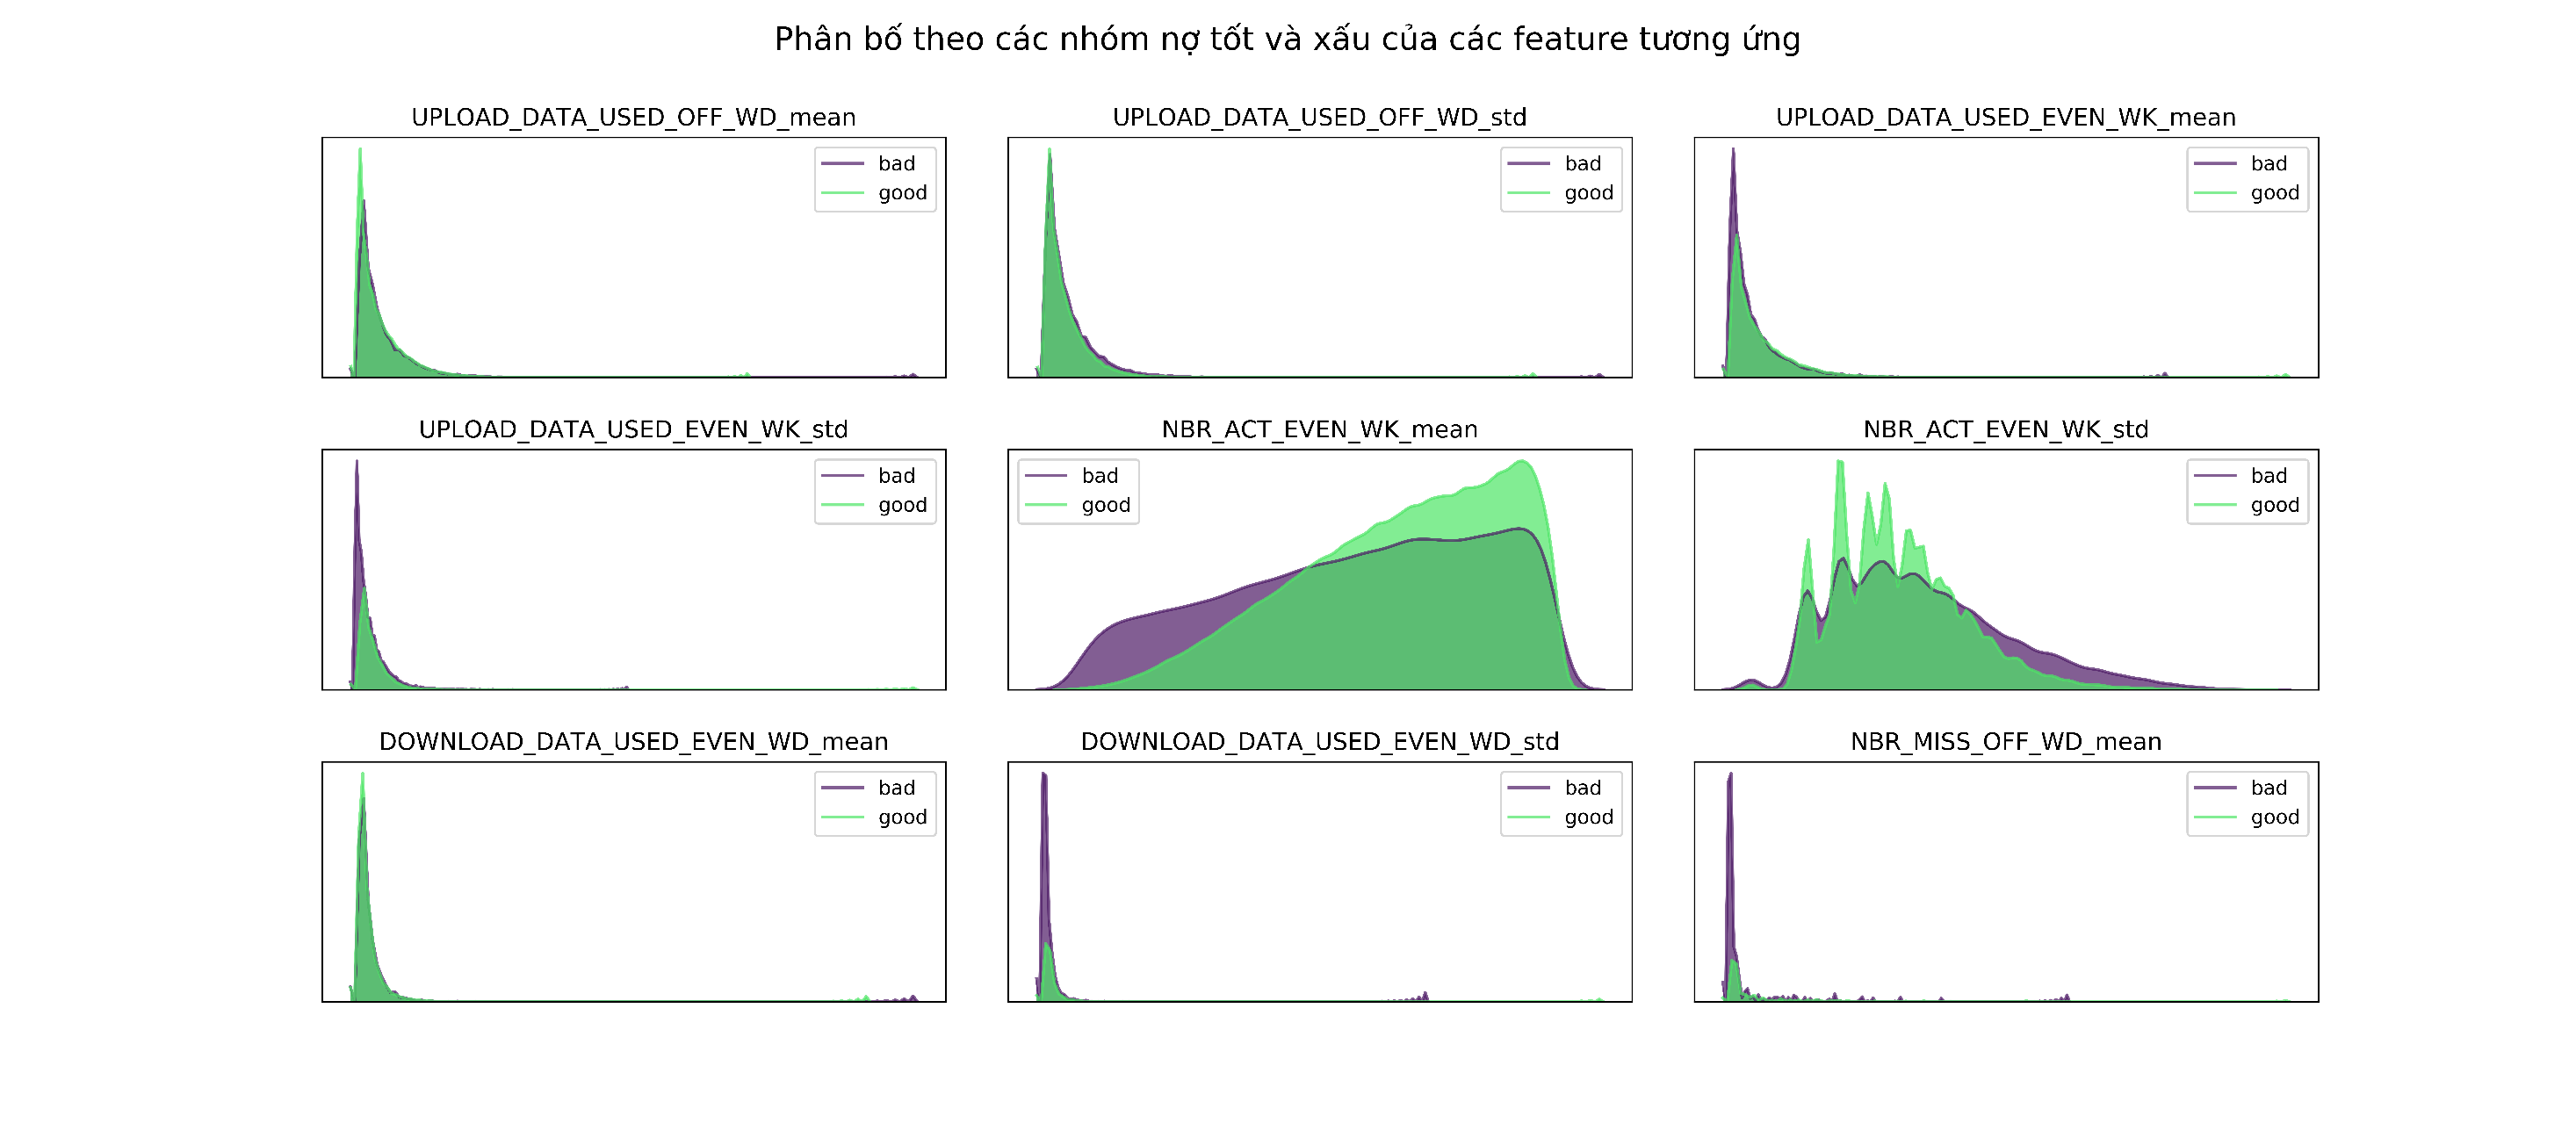 Phân bố theo các nhóm nợ tốt và xấu của các feature tương ứng
UPLOAD_DATA_USED_OFF_WD_mean
bad
good
UPLOAD_DATA_USED_OFF_WD_std
bad
good
UPLOAD_DATA_USED_EVEN_WK_mean
bad
good
UPLOAD_DATA_USED_EVEN_WK_std
bad
good
NBR_ACT_EVEN_WK_mean
bad
good
NBR_ACT_EVEN_WK_std
bad
good
DOWNLOAD_DATA_USED_EVEN_WD_mean
bad
good
DOWNLOAD_DATA_USED_EVEN_WD_std
bad
good
NBR_MISS_OFF_WD_mean
bad
good